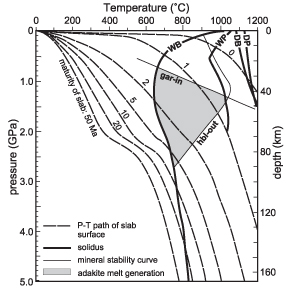 Temperature (°C)
0 200 400 600 800 1000 1200
0 0
WB
WP
DB
DP
0
1
2
5
10
20
maturity of slab: 50 Ma
gar-in
hbl-out
1.0
2.0
3.0
4.0
5.0
40
80
120
160
pressure (GPa)
depth (km)
P-T path of slab
surface
solidus
mineral stability curve
adakite melt generation